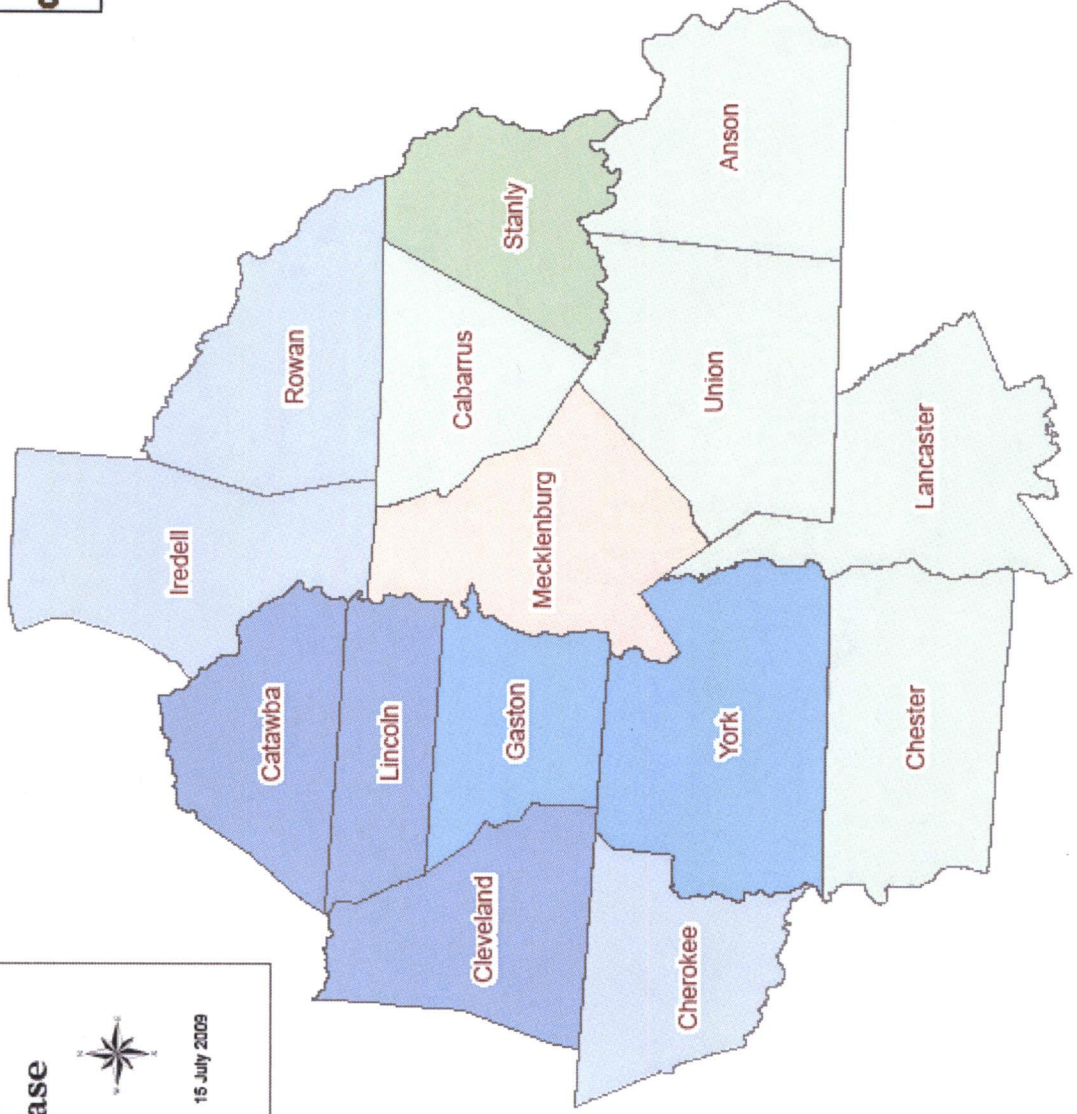 ase
15 July 2009
Iredell
Rowan
Catawba
Lincoln
Cabarrus
Stanly
Cleveland
Gaston
Mecklenburg
Cherokee
York
Union
Anson
Chester
Lancaster